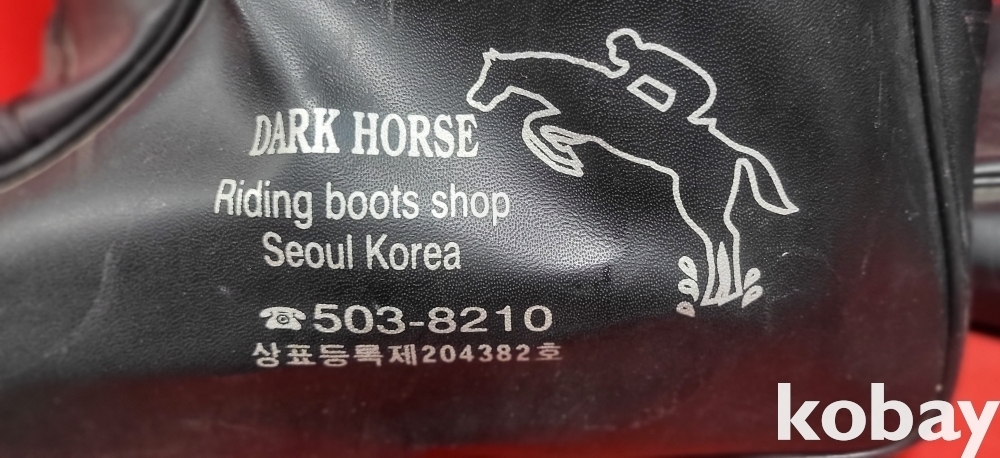 DARK HORSE
Riding boots shop
Seoul Korea
☎503-8210
상표등록제204382호
kobay